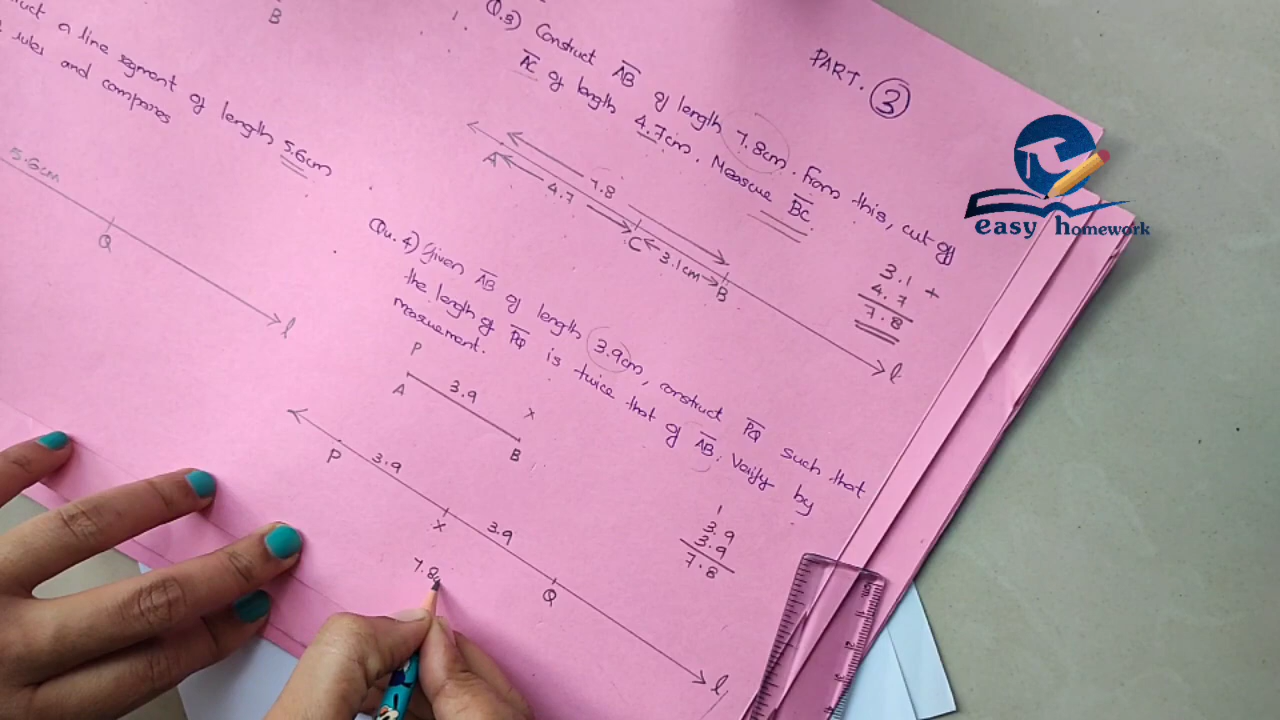 PART. 3
B
1.
a line segment of length 5.6cm
rules and compares
5.6cm
Q
l
Q.3) Construct AB of length 7.8cm. From this, cut off
AC of length 4.7cm. Measure BC.
7.8
A
4.7
C
3.1cm
B
l
3.1 +
4.7
7.8
Qu. 4) Given AB of length 3.9cm, construct PQ such that
the length of PQ is twice that of AB. Verify by
measurement.
P
A
3.9
x
B
P
3.9
x
3.9
Q
l
7.8
1
3.9
3.9
7.8
easy homework